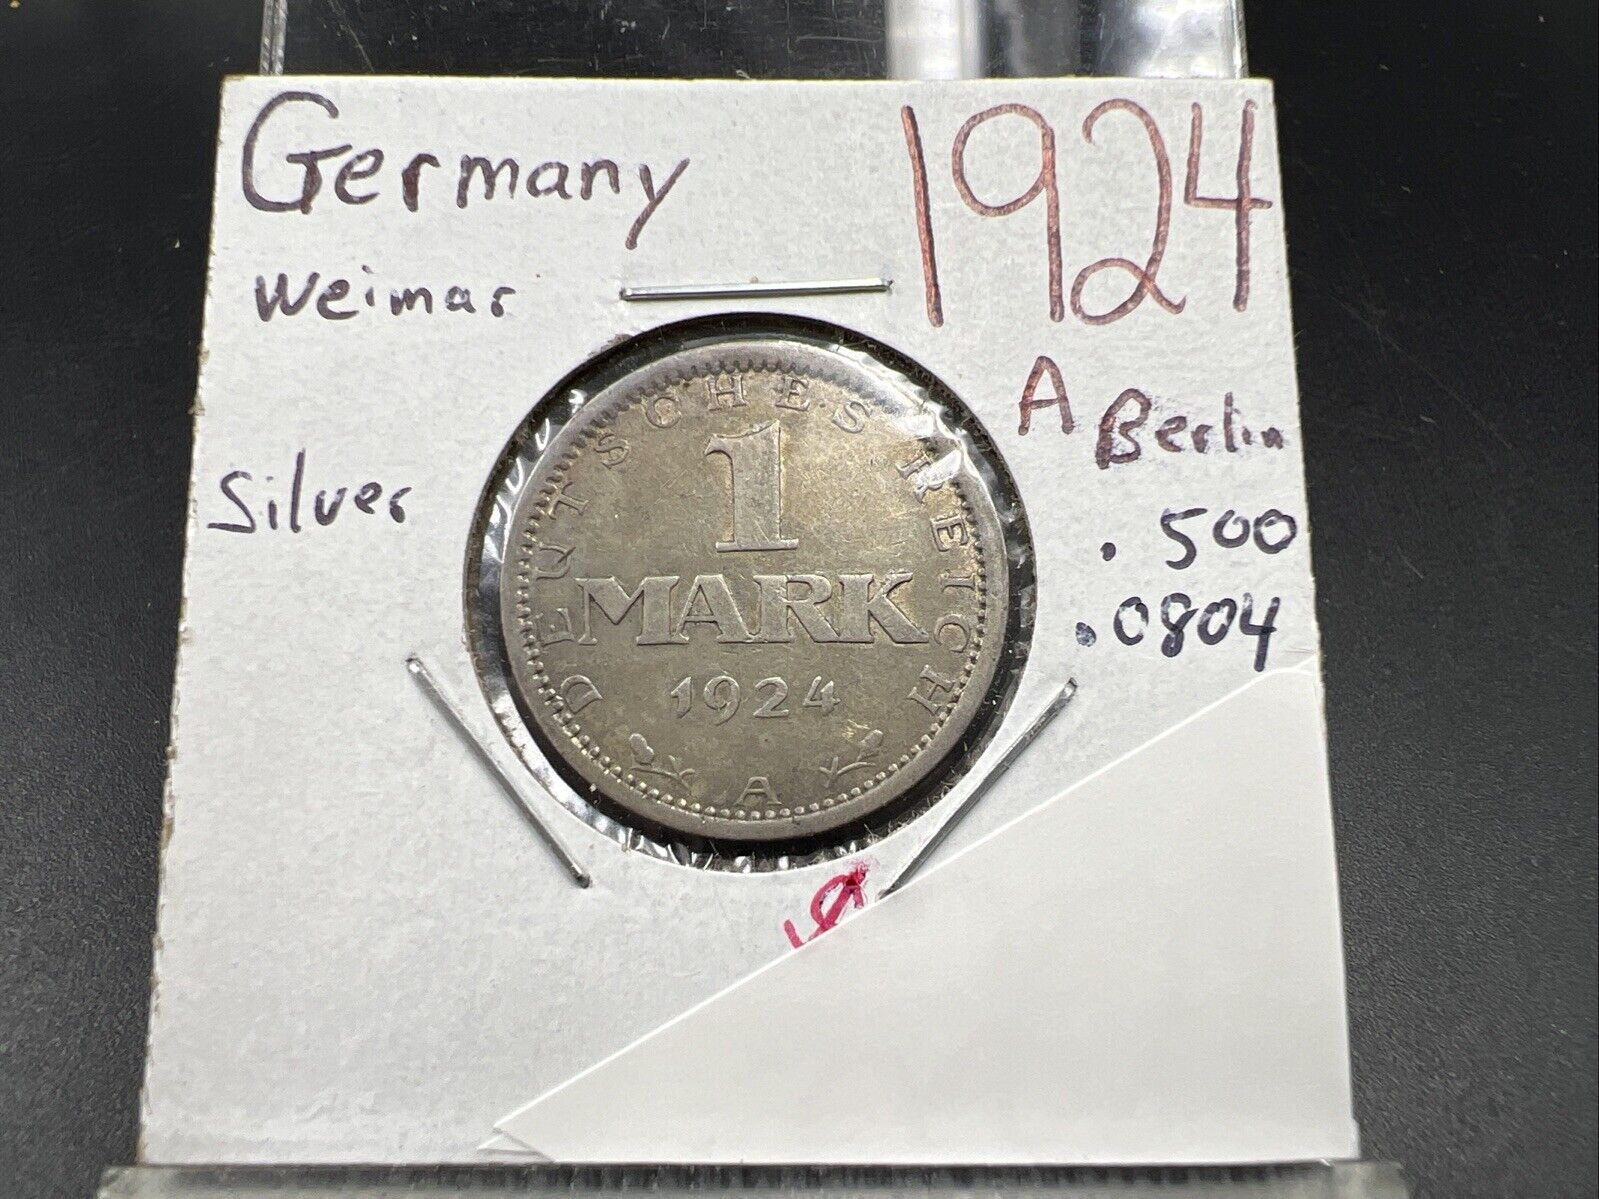 Germany
1924
Weimar
A Berlin
Silver
.500
.0804
DEUTSCHES REICH
1
MARK
1924
A